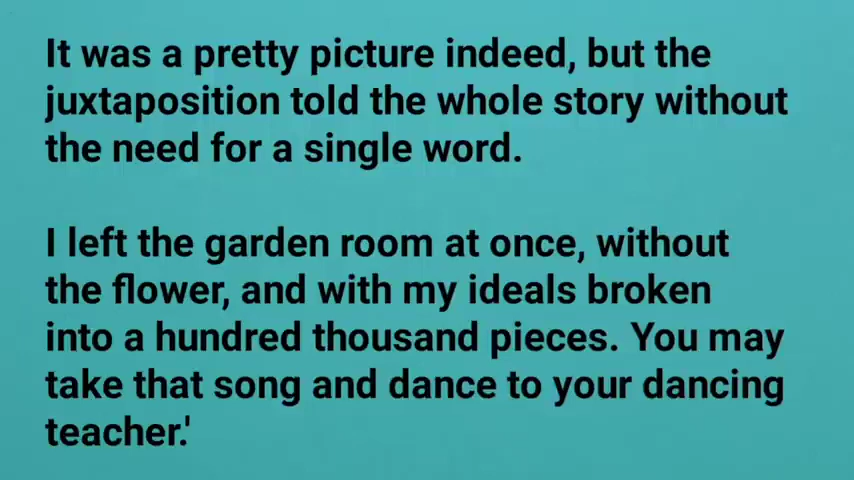 It was a pretty picture indeed, but the
juxtaposition told the whole story without
the need for a single word.
I left the garden room at once, without
the flower, and with my ideals broken
into a hundred thousand pieces. You may
take that song and dance to your dancing
teacher.'